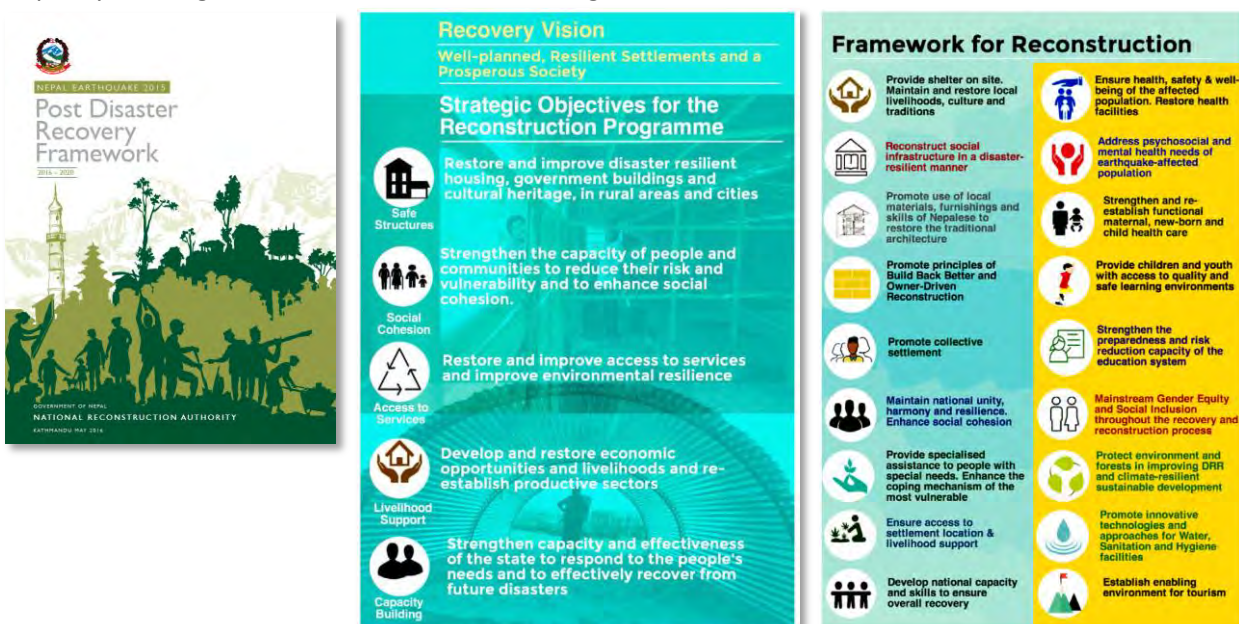 NEPAL EARTHQUAKE 2015
Post Disaster
Recovery
Framework
2016 - 2020
GOVERNMENT OF NEPAL
NATIONAL RECONSTRUCTION AUTHORITY
KATHMANDU MAY 2016
Recovery Vision
Well-planned, Resilient Settlements and a
Prosperous Society
Strategic Objectives for the
Reconstruction Programme
Safe
Structures
Restore and improve disaster resilient
housing, government buildings and
cultural heritage, in rural areas and cities
Social
Cohesion
Strengthen the capacity of people and
communities to reduce their risk and
vulnerability and to enhance social
cohesion.
Access to
Services
Restore and improve access to services
and improve environmental resilience
Livelihood
Support
Develop and restore economic
opportunities and livelihoods and re-
establish productive sectors
Capacity
Building
Strengthen capacity and effectiveness
of the state to respond to the people's
needs and to effectively recover from
future disasters
Framework for Reconstruction
Provide shelter on site.
Maintain and restore local
livelihoods, culture and
traditions
Reconstruct social
infrastructure in a disaster-
resilient manner
Promote use of local
materials, furnishings and
skills of Nepalese to
restore the traditional
architecture
Promote principles of
Build Back Better and
Owner-Driven
Reconstruction
Promote collective
settlement
Maintain national unity,
harmony and resilience.
Enhance social cohesion
Provide specialised
assistance to people with
special needs. Enhance the
coping mechanism of the
most vulnerable
Ensure access to
settlement location &
livelihood support
Develop national capacity
and skills to ensure
overall recovery
Ensure health, safety & well-
being of the affected
population. Restore health
facilities
Address psychosocial and
mental health needs of
earthquake-affected
population
Strengthen and re-
establish functional
maternal, new-born and
child health care
Provide children and youth
with access to quality and
safe learning environments
Strengthen the
preparedness and risk
reduction capacity of the
education system
Mainstream Gender Equity
and Social Inclusion
throughout the recovery and
reconstruction process
Protect environment and
forests in improving DRR
and climate-resilient
sustainable development
Promote innovative
technologies and
approaches for Water,
Sanitation and Hygiene
facilities
Establish enabling
environment for tourism